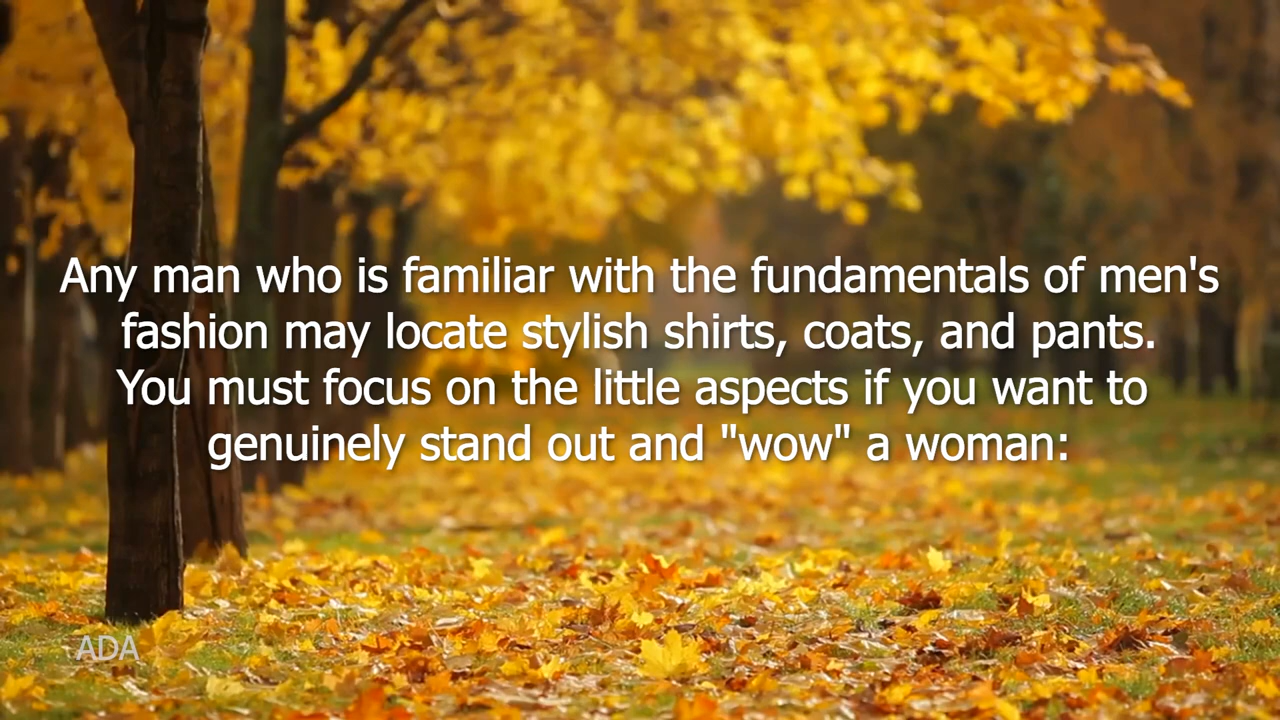 Any man who is familiar with the fundamentals of men's
fashion may locate stylish shirts, coats, and pants.
You must focus on the little aspects if you want to
genuinely stand out and "wow" a woman:
ADA